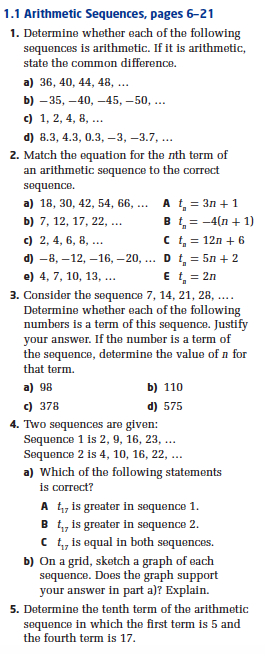 1.1 Arithmetic Sequences, pages 6–21
1. Determine whether each of the following
sequences is arithmetic. If it is arithmetic,
state the common difference.
a) 36, 40, 44, 48, …
b) −35, −40, −45, −50, …
c) 1, 2, 4, 8, …
d) 8.3, 4.3, 0.3, −3, −3.7, …
2. Match the equation for the nth term of
an arithmetic sequence to the correct
sequence.
a) 18, 30, 42, 54, 66, … A tₙ = 3n + 1
b) 7, 12, 17, 22, … B tₙ = −4(n + 1)
c) 2, 4, 6, 8, … C tₙ = 12n + 6
d) −8, −12, −16, −20, … D tₙ = 5n + 2
e) 4, 7, 10, 13, … E tₙ = 2n
3. Consider the sequence 7, 14, 21, 28, ….
Determine whether each of the following
numbers is a term of this sequence. Justify
your answer. If the number is a term of
the sequence, determine the value of n for
that term.
a) 98 b) 110
c) 378 d) 575
4. Two sequences are given:
Sequence 1 is 2, 9, 16, 23, …
Sequence 2 is 4, 10, 16, 22, …
a) Which of the following statements
is correct?
A t₁₇ is greater in sequence 1.
B t₁₇ is greater in sequence 2.
C t₁₇ is equal in both sequences.
b) On a grid, sketch a graph of each
sequence. Does the graph support
your answer in part a)? Explain.
5. Determine the tenth term of the arithmetic
sequence in which the first term is 5 and
the fourth term is 17.